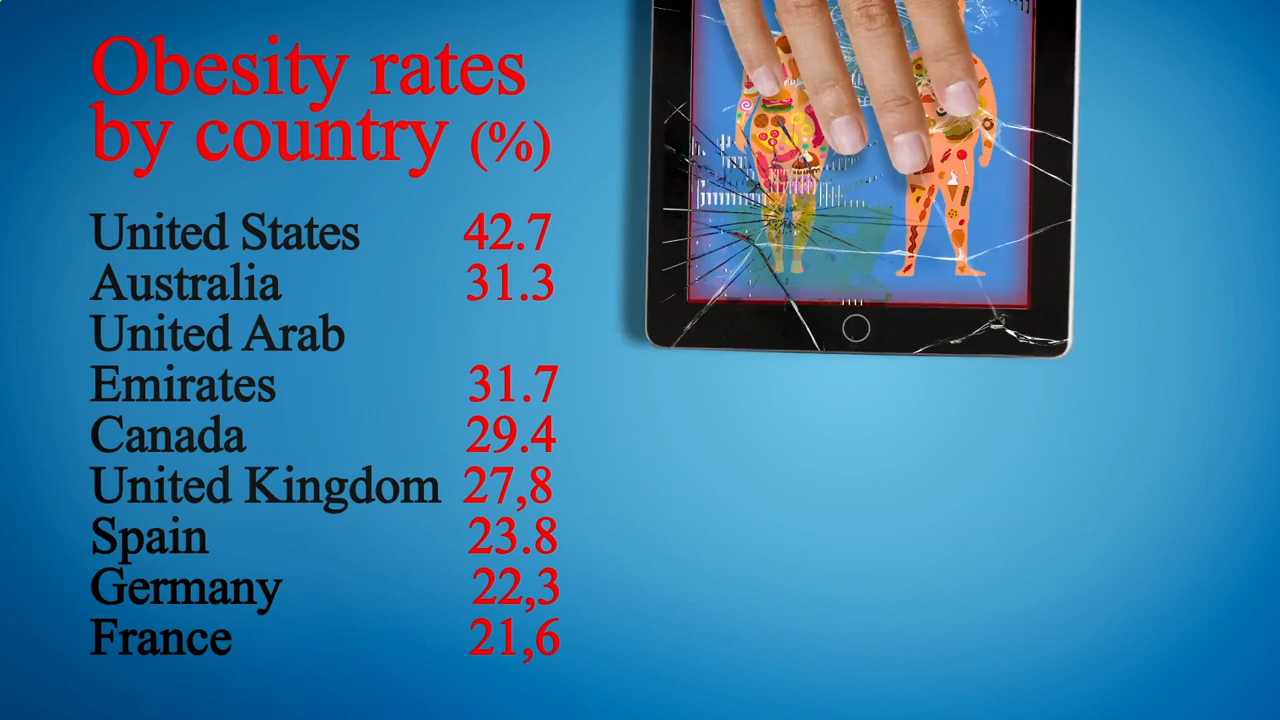 Obesity rates
by country (%)
United States 42.7
Australia 31.3
United Arab
Emirates 31.7
Canada 29.4
United Kingdom 27,8
Spain 23.8
Germany 22,3
France 21,6